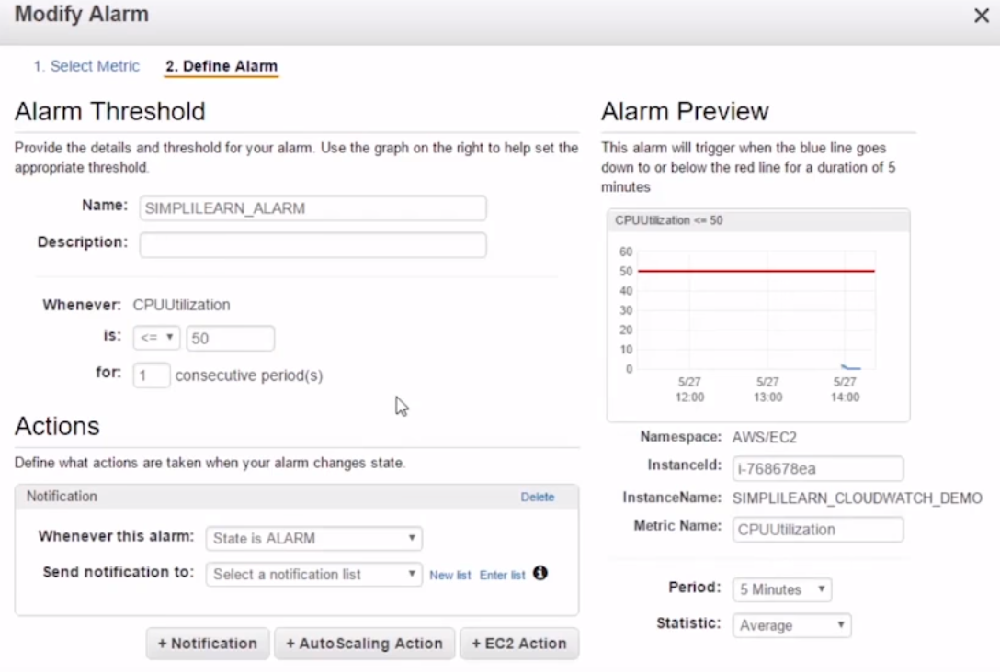 Modify Alarm
×
1. Select Metric 2. Define Alarm
Alarm Threshold
Provide the details and threshold for your alarm. Use the graph on the right to help set the
appropriate threshold.
Name: SIMPLILEARN_ALARM
Description:
Whenever: CPUUtilization
is: <= 50
for: 1 consecutive period(s)
Actions
Define what actions are taken when your alarm changes state.
Notification Delete
Whenever this alarm: State is ALARM
Send notification to: Select a notification list New list Enter list i
+ Notification + AutoScaling Action + EC2 Action
Alarm Preview
This alarm will trigger when the blue line goes
down to or below the red line for a duration of 5
minutes
CPUUtilization <= 50
60
50
40
30
20
10
0
5/27 5/27 5/27
12:00 13:00 14:00
Namespace: AWS/EC2
InstanceId: i-768678ea
InstanceName: SIMPLILEARN_CLOUDWATCH_DEMO
Metric Name: CPUUtilization
Period: 5 Minutes
Statistic: Average